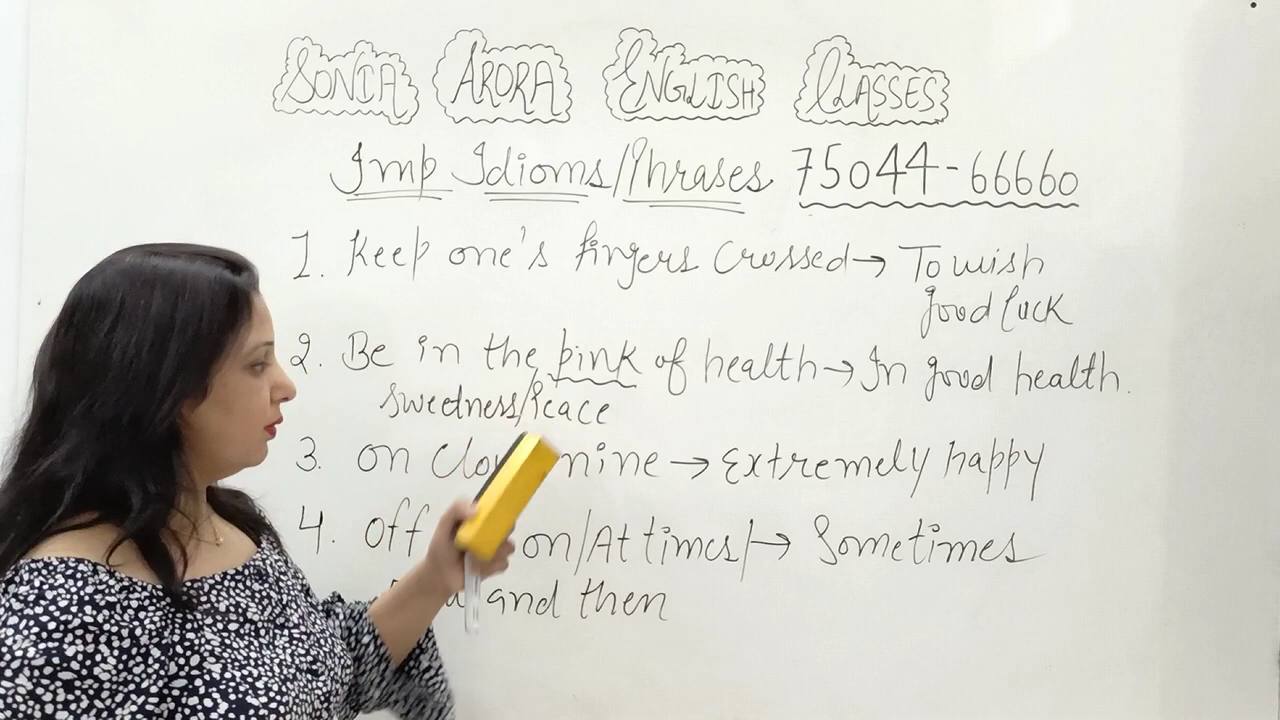 SONIA ARORA ENGLISH CLASSES
Imp Idioms/Phrases 75044-66660
1. Keep one's fingers crossed → To wish
good luck
2. Be in the pink of health → In good health.
Sweetness/Peace
3. on nine → Extremely happy
4. Off on/At times/→ Sometimes
and then